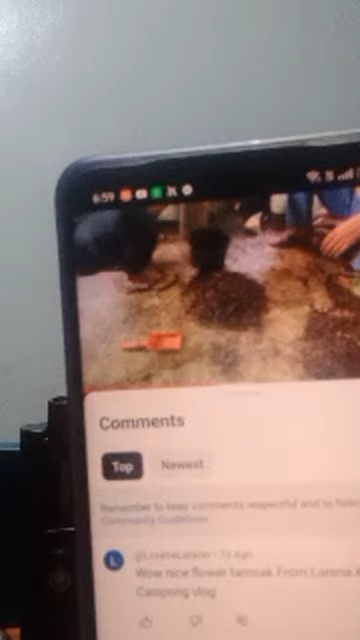 6:59
Comments
Top Newest
Remember to keep comments respectful and to follow
Community Guidelines
Wow nice flower tamsak From Lorena
Casipong vlog